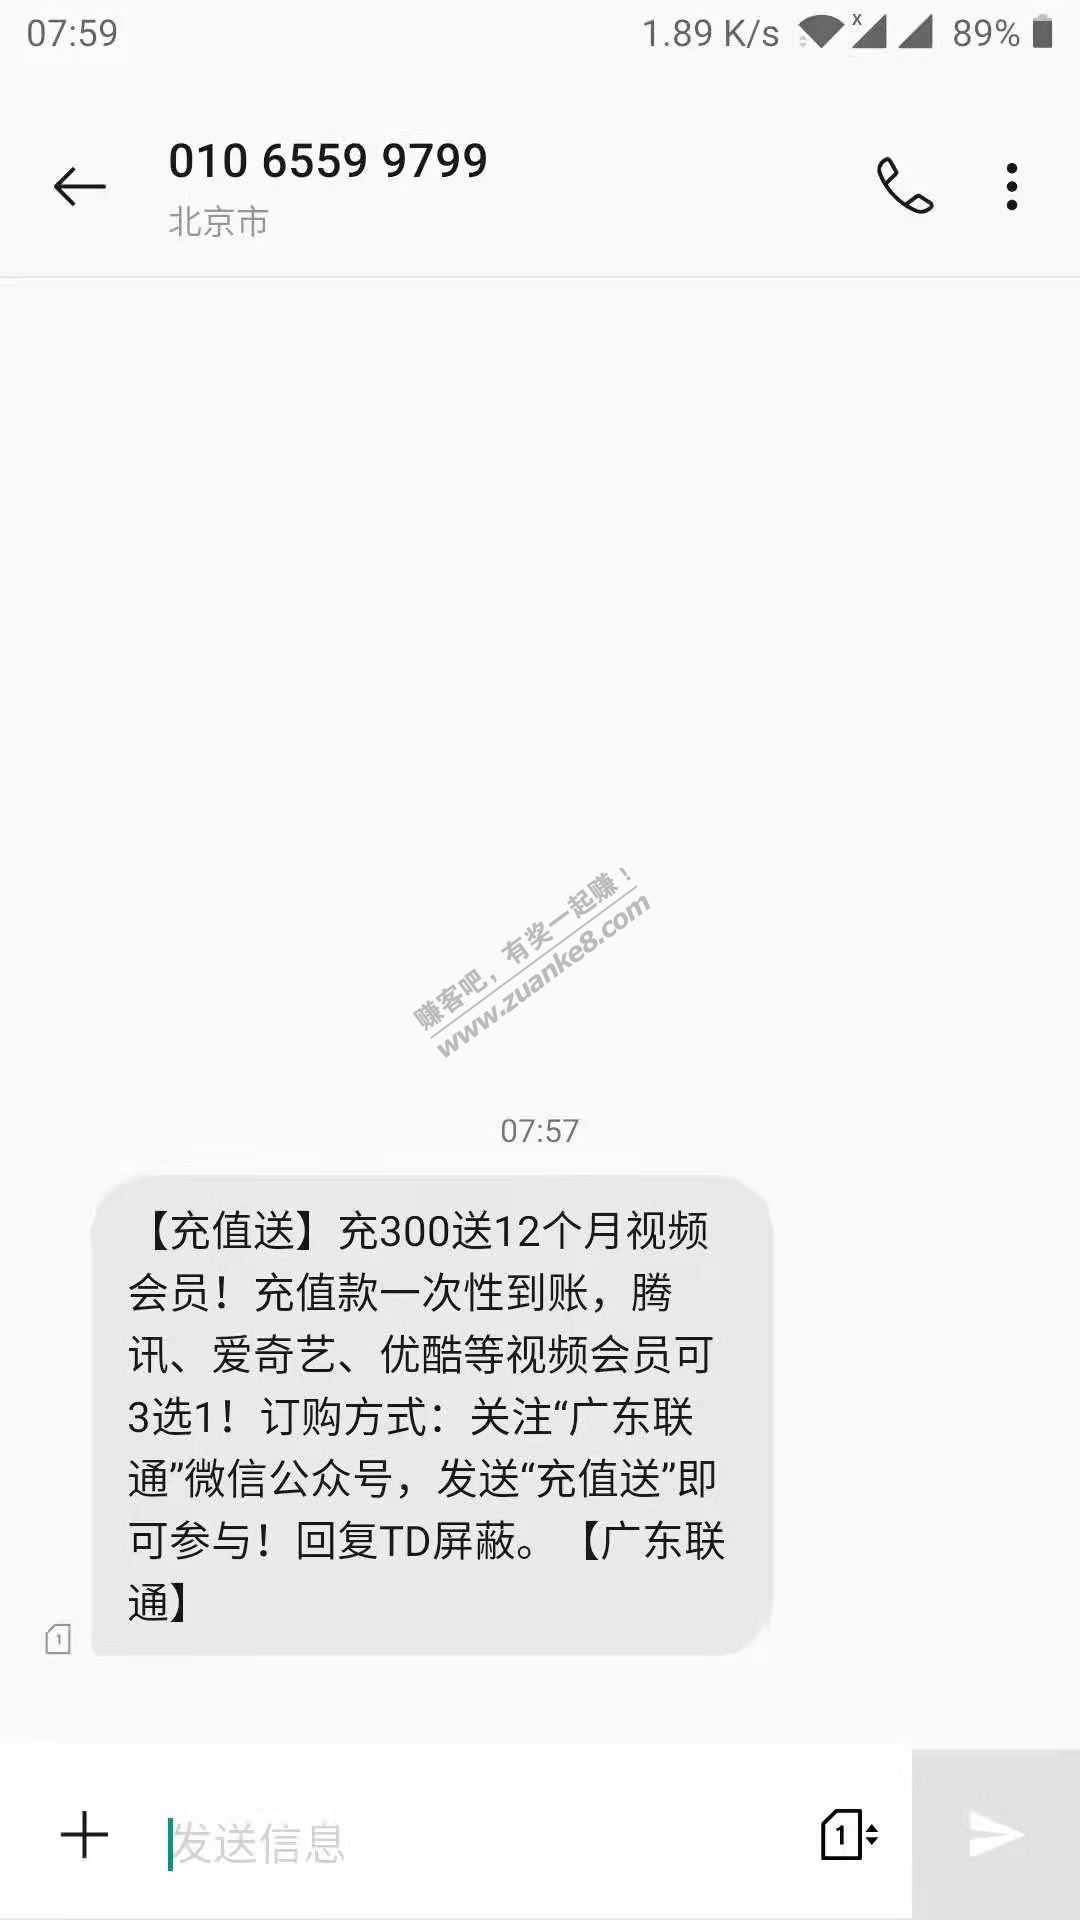 07:59
1.89 K/s
x
89%
010 6559 9799
北京市
赚客吧，有奖一起赚！
www.zuanke8.com
07:57
【充值送】充300送12个月视频
会员！充值款一次性到账，腾
讯、爱奇艺、优酷等视频会员可
3选1！订购方式：关注“广东联
通”微信公众号，发送“充值送”即
可参与！回复TD屏蔽。【广东联
通】
1
发送信息
1